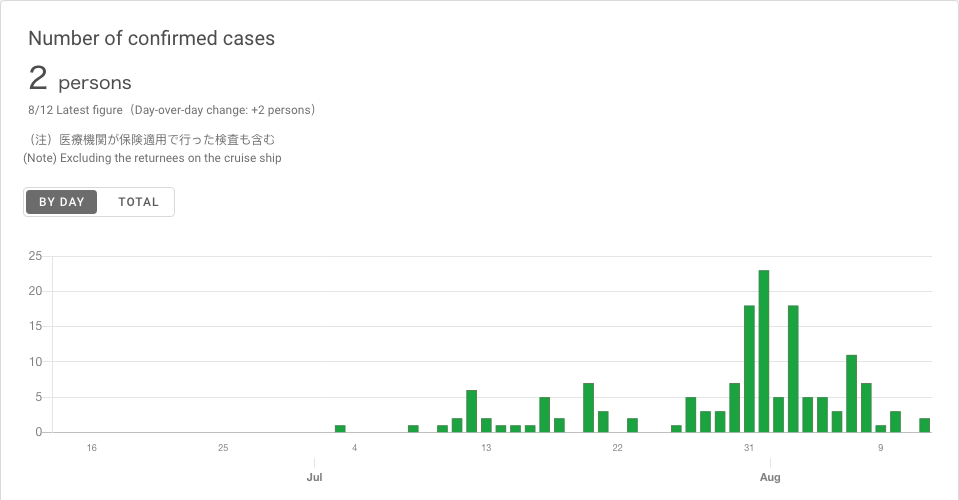 Number of confirmed cases
2 persons
8/12 Latest figure（Day-over-day change: +2 persons）
（注）医療機関が保険適用で行った検査も含む
(Note) Excluding the returnees on the cruise ship
BY DAY TOTAL
25
20
15
10
5
0
16 25 4 13 22 31 9
Jul Aug